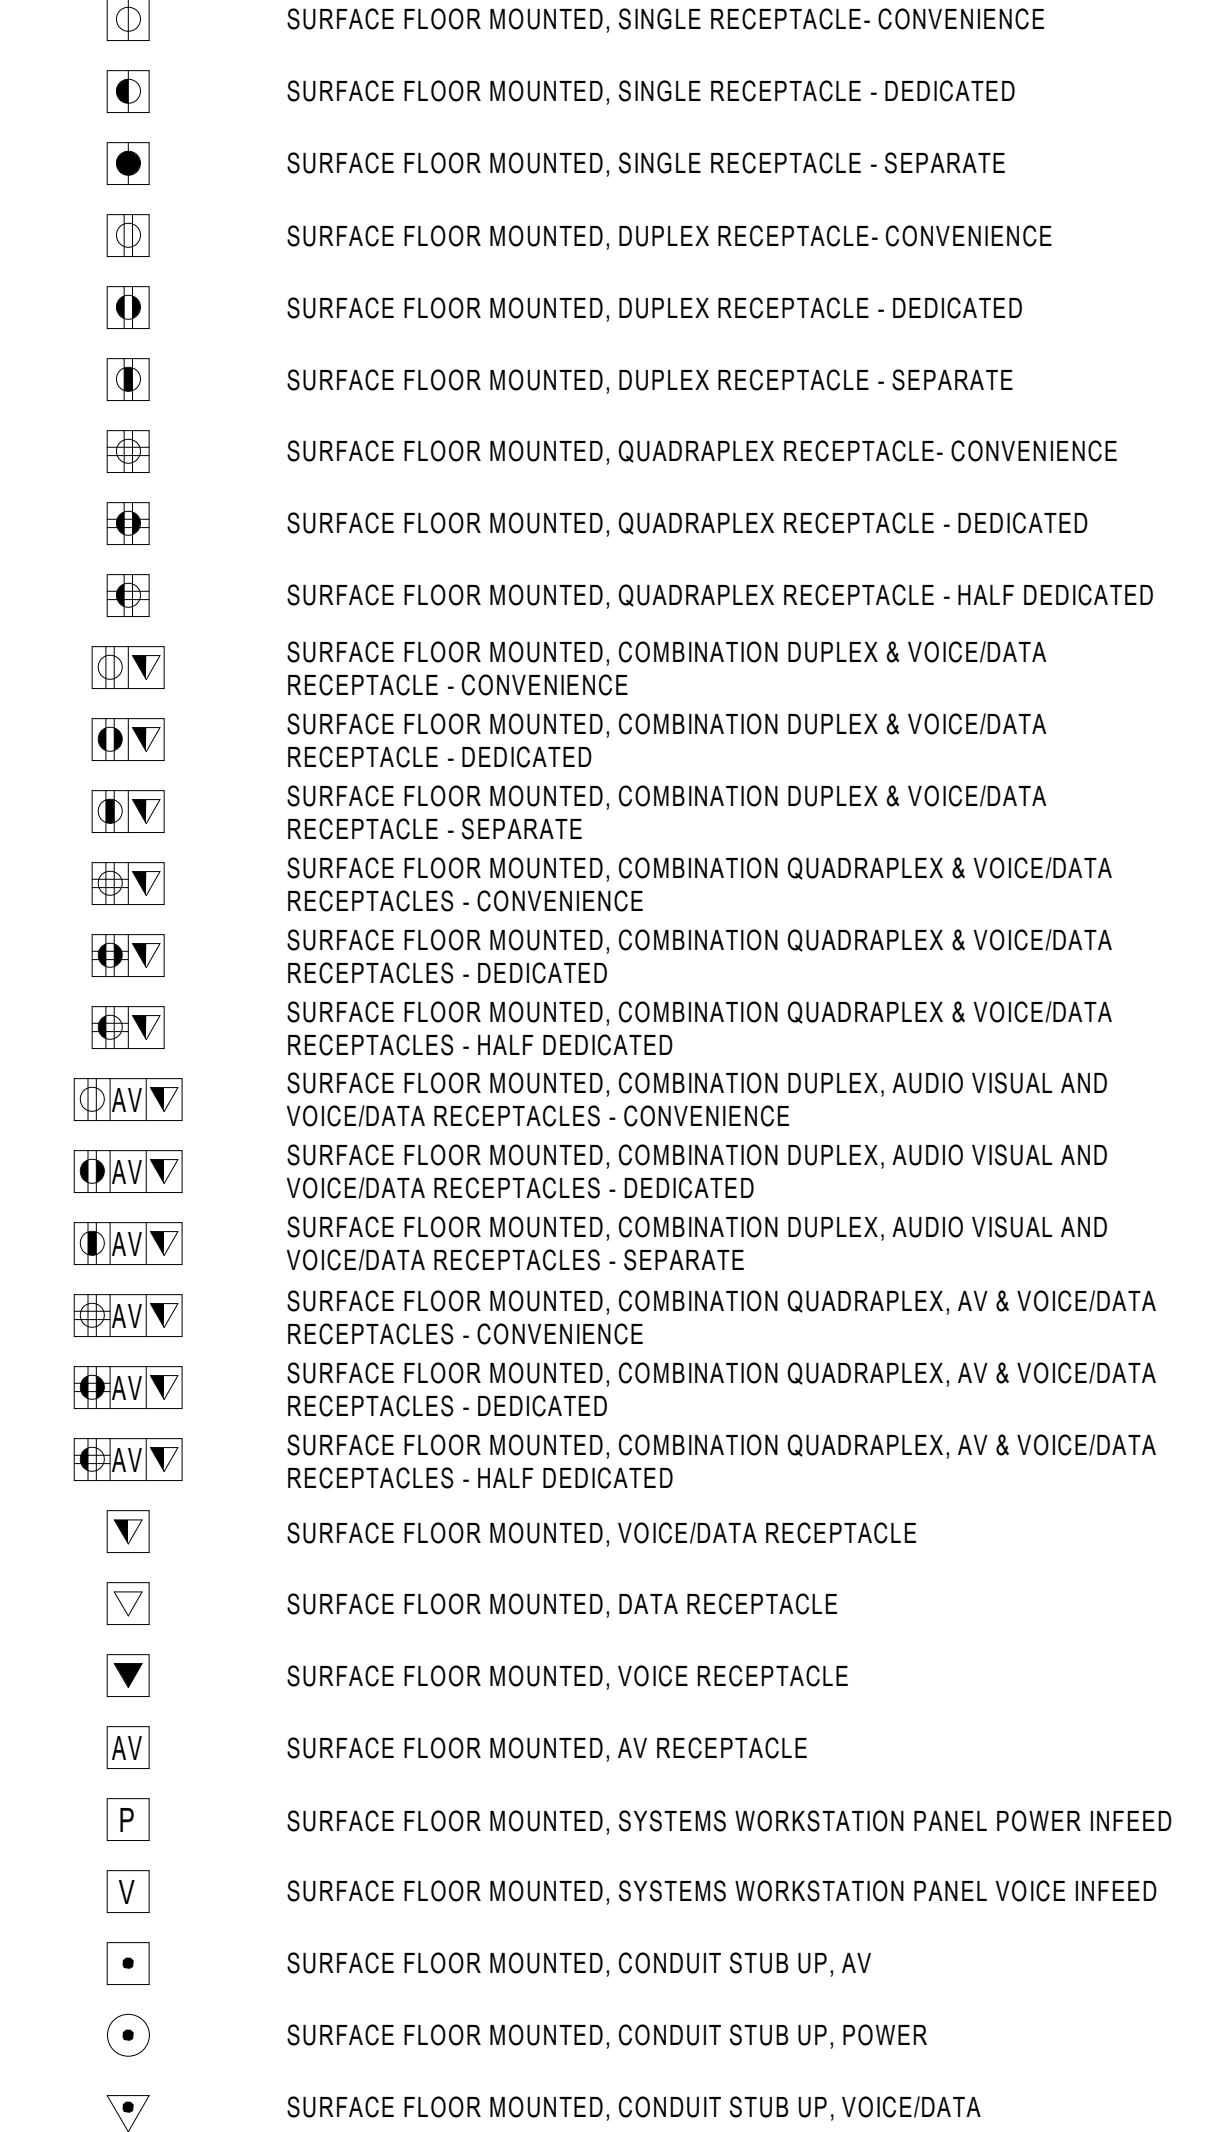 SURFACE FLOOR MOUNTED, SINGLE RECEPTACLE- CONVENIENCE
SURFACE FLOOR MOUNTED, SINGLE RECEPTACLE - DEDICATED
SURFACE FLOOR MOUNTED, SINGLE RECEPTACLE - SEPARATE
SURFACE FLOOR MOUNTED, DUPLEX RECEPTACLE- CONVENIENCE
SURFACE FLOOR MOUNTED, DUPLEX RECEPTACLE - DEDICATED
SURFACE FLOOR MOUNTED, DUPLEX RECEPTACLE - SEPARATE
SURFACE FLOOR MOUNTED, QUADRAPLEX RECEPTACLE- CONVENIENCE
SURFACE FLOOR MOUNTED, QUADRAPLEX RECEPTACLE - DEDICATED
SURFACE FLOOR MOUNTED, QUADRAPLEX RECEPTACLE - HALF DEDICATED
SURFACE FLOOR MOUNTED, COMBINATION DUPLEX & VOICE/DATA
RECEPTACLE - CONVENIENCE
SURFACE FLOOR MOUNTED, COMBINATION DUPLEX & VOICE/DATA
RECEPTACLE - DEDICATED
SURFACE FLOOR MOUNTED, COMBINATION DUPLEX & VOICE/DATA
RECEPTACLE - SEPARATE
SURFACE FLOOR MOUNTED, COMBINATION QUADRAPLEX & VOICE/DATA
RECEPTACLES - CONVENIENCE
SURFACE FLOOR MOUNTED, COMBINATION QUADRAPLEX & VOICE/DATA
RECEPTACLES - DEDICATED
SURFACE FLOOR MOUNTED, COMBINATION QUADRAPLEX & VOICE/DATA
RECEPTACLES - HALF DEDICATED
AV SURFACE FLOOR MOUNTED, COMBINATION DUPLEX, AUDIO VISUAL AND
VOICE/DATA RECEPTACLES - CONVENIENCE
AV SURFACE FLOOR MOUNTED, COMBINATION DUPLEX, AUDIO VISUAL AND
VOICE/DATA RECEPTACLES - DEDICATED
AV SURFACE FLOOR MOUNTED, COMBINATION DUPLEX, AUDIO VISUAL AND
VOICE/DATA RECEPTACLES - SEPARATE
AV SURFACE FLOOR MOUNTED, COMBINATION QUADRAPLEX, AV & VOICE/DATA
RECEPTACLES - CONVENIENCE
AV SURFACE FLOOR MOUNTED, COMBINATION QUADRAPLEX, AV & VOICE/DATA
RECEPTACLES - DEDICATED
AV SURFACE FLOOR MOUNTED, COMBINATION QUADRAPLEX, AV & VOICE/DATA
RECEPTACLES - HALF DEDICATED
SURFACE FLOOR MOUNTED, VOICE/DATA RECEPTACLE
SURFACE FLOOR MOUNTED, DATA RECEPTACLE
SURFACE FLOOR MOUNTED, VOICE RECEPTACLE
AV SURFACE FLOOR MOUNTED, AV RECEPTACLE
P SURFACE FLOOR MOUNTED, SYSTEMS WORKSTATION PANEL POWER INFEED
V SURFACE FLOOR MOUNTED, SYSTEMS WORKSTATION PANEL VOICE INFEED
SURFACE FLOOR MOUNTED, CONDUIT STUB UP, AV
SURFACE FLOOR MOUNTED, CONDUIT STUB UP, POWER
SURFACE FLOOR MOUNTED, CONDUIT STUB UP, VOICE/DATA